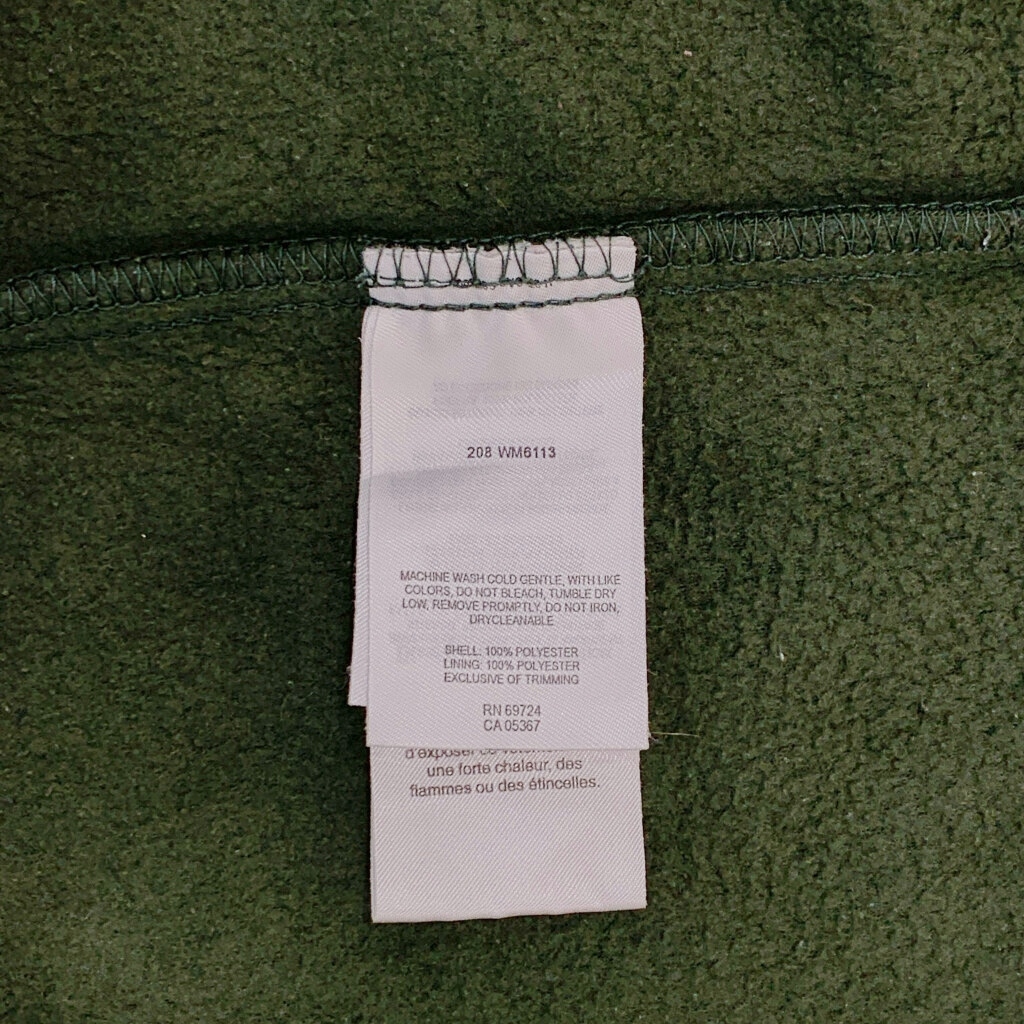 208 WM6113
MACHINE WASH COLD GENTLE, WITH LIKE
COLORS, DO NOT BLEACH, TUMBLE DRY
LOW, REMOVE PROMPTLY, DO NOT IRON,
DRYCLEANABLE
SHELL: 100% POLYESTER
LINING: 100% POLYESTER
EXCLUSIVE OF TRIMMING
RN 69724
CA 05367
d'exposer ce
une forte chaleur, des
flammes ou des étincelles.